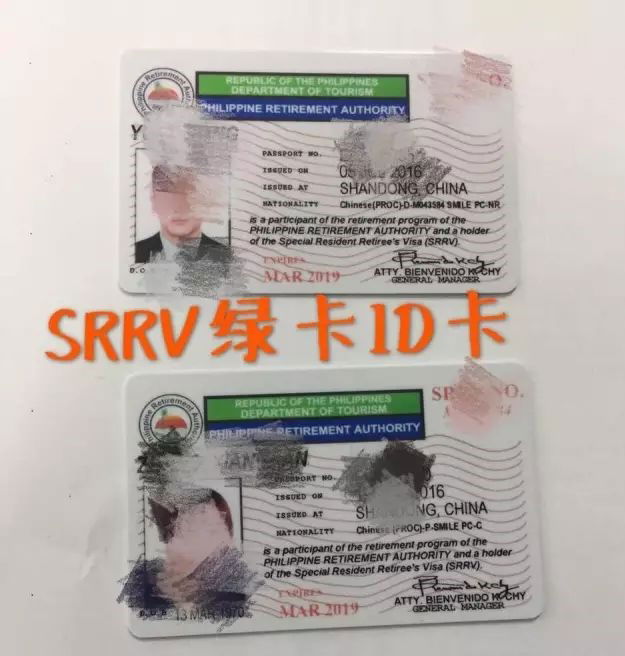 Philippine Retirement
REPUBLIC OF THE PHILIPPINES
DEPARTMENT OF TOURISM
PHILIPPINE RETIREMENT AUTHORITY
PASSPORT NO.
ISSUED ON
2016
ISSUED AT SHANDONG, CHINA
NATIONALITY Chinese(PROC)-D-M043584 SMILE PC-NR
is a participant of the retirement program of the
PHILIPPINE RETIREMENT AUTHORITY and a holder
of the Special Resident Retiree's Visa (SRRV).
EXPIRES
MAR 2019
ATTY. BIENVENIDO K. CHY
GENERAL MANAGER
SRRV绿卡ID卡
Philippine Retirement
REPUBLIC OF THE PHILIPPINES
DEPARTMENT OF TOURISM
NO.
PHILIPPINE RETIREMENT AUTHORITY
PASSPORT NO.
ISSUED ON 2016
ISSUED AT SHANDONG, CHINA
NATIONALITY Chinese (PROC)-P-SMILE PC-C
is a participant of the retirement program of the
PHILIPPINE RETIREMENT AUTHORITY and a holder
of the Special Resident Retiree's Visa (SRRV).
EXPIRES
MAR 2019
13 MAR 1970
ATTY. BIENVENIDO K. CHY
GENERAL MANAGER